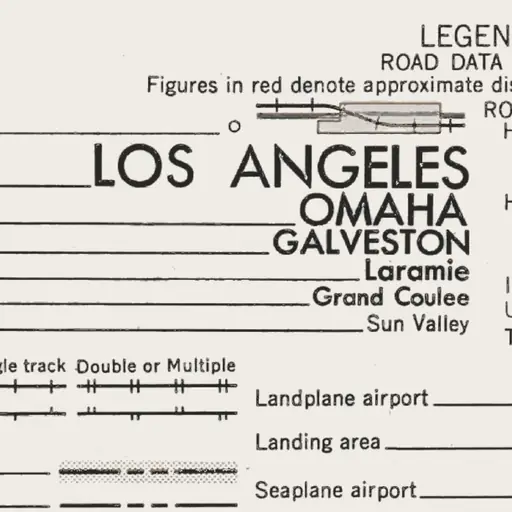 LEGEN
ROAD DATA
Figures in red denote approximate dis
RO
H
LOS ANGELES
OMAHA
H
GALVESTON
Laramie
Grand Coulee
Sun Valley
gle track Double or Multiple
Landplane airport
Landing area
Seaplane airport